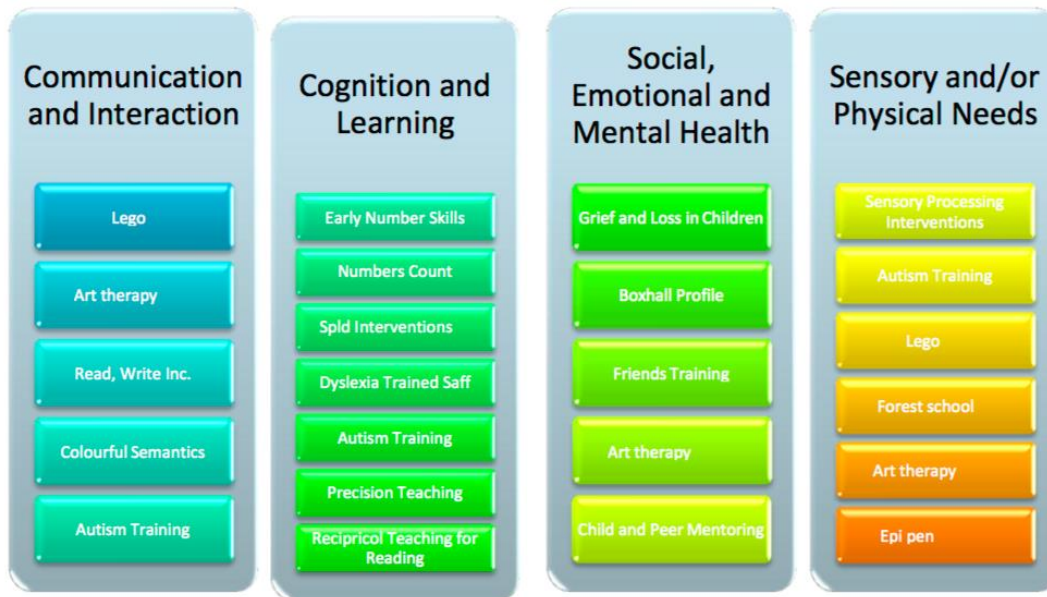 Communication
and Interaction
Lego
Art therapy
Read, Write Inc.
Colourful Semantics
Autism Training
Cognition and
Learning
Early Number Skills
Numbers Count
Spld Interventions
Dyslexia Trained Saff
Autism Training
Precision Teaching
Recipricol Teaching for
Reading
Social,
Emotional and
Mental Health
Grief and Loss in Children
Boxhall Profile
Friends Training
Art therapy
Child and Peer Mentoring
Sensory and/or
Physical Needs
Sensory Processing
Interventions
Autism Training
Lego
Forest school
Art therapy
Epi pen